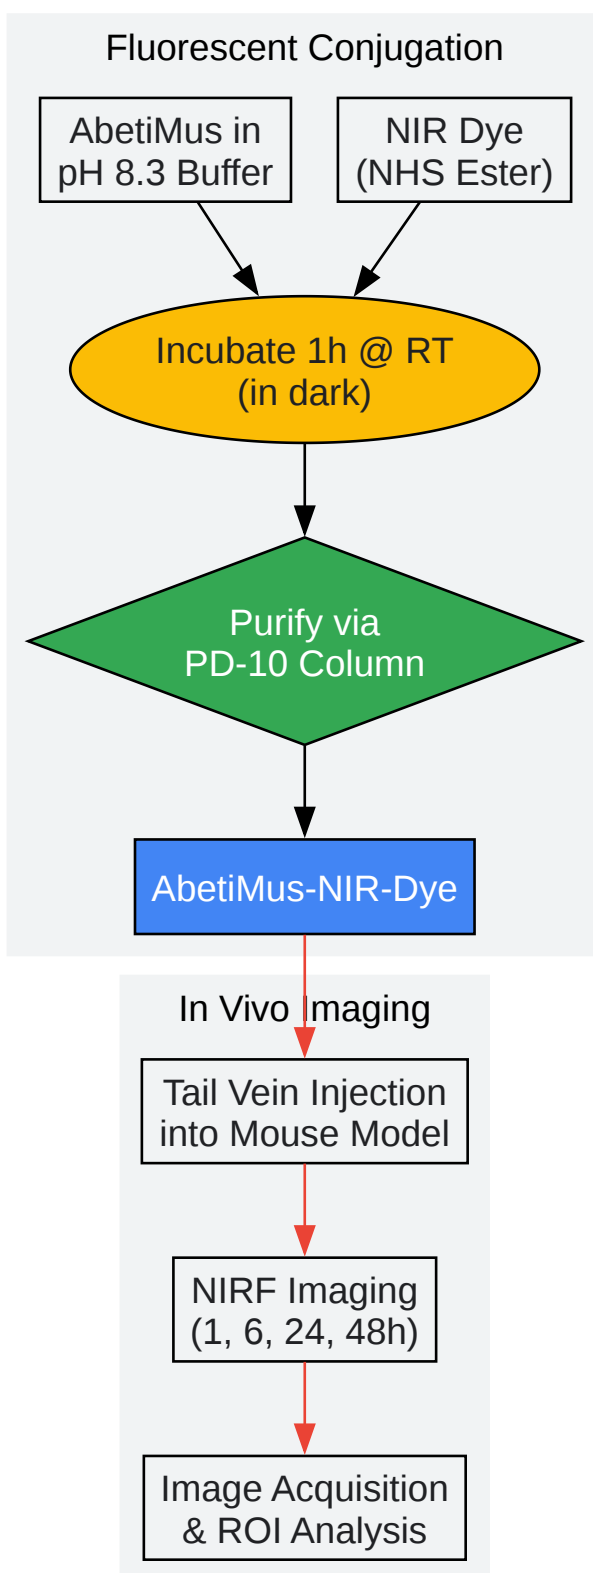 Fluorescent Conjugation
AbetiMus in
pH 8.3 Buffer
NIR Dye
(NHS Ester)
Incubate 1h @ RT
(in dark)
Purify via
PD-10 Column
AbetiMus-NIR-Dye
In Vivo Imaging
Tail Vein Injection
into Mouse Model
NIRF Imaging
(1, 6, 24, 48h)
Image Acquisition
& ROI Analysis